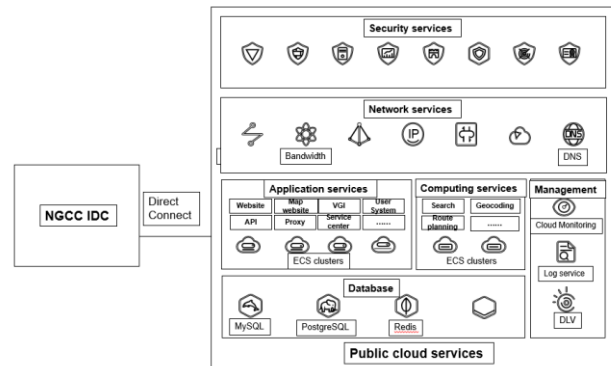 Security services
Network services
IP
Bandwidth
DNS
DNS
NGCC IDC
Direct
Connect
Application services
Website
Map
website
VGI
User
System
API
Proxy
Service
center
......
ECS clusters
Computing services
Search
Geocoding
Route
planning
......
ECS clusters
Management
Cloud Monitoring
Log service
DLV
Database
MySQL
PostgreSQL
Redis
Public cloud services